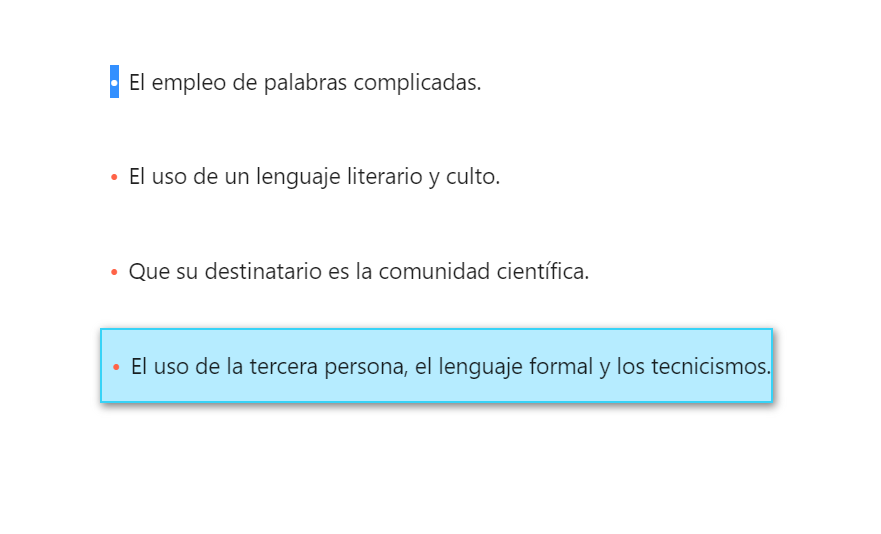 • El empleo de palabras complicadas.
• El uso de un lenguaje literario y culto.
• Que su destinatario es la comunidad científica.
• El uso de la tercera persona, el lenguaje formal y los tecnicismos.